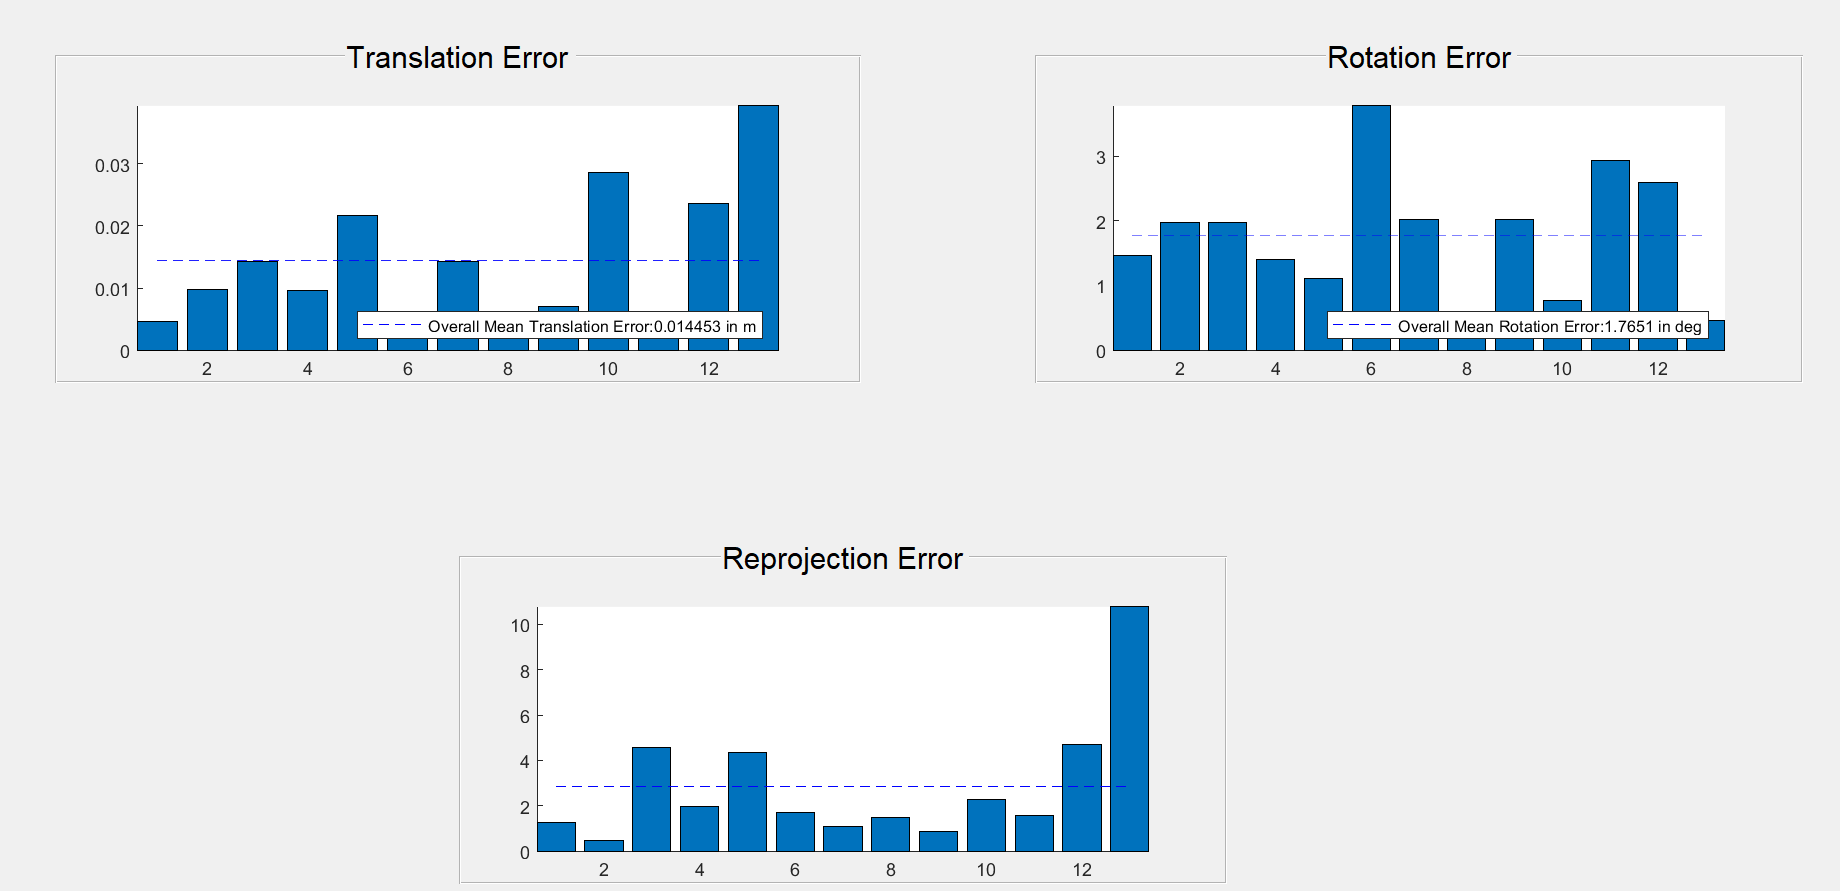 Translation Error
0.03
0.02
0.01
0
2 4 6 8 10 12
Overall Mean Translation Error:0.014453 in m
Rotation Error
3
2
1
0
2 4 6 8 10 12
Overall Mean Rotation Error:1.7651 in deg
Reprojection Error
10
8
6
4
2
0
2 4 6 8 10 12